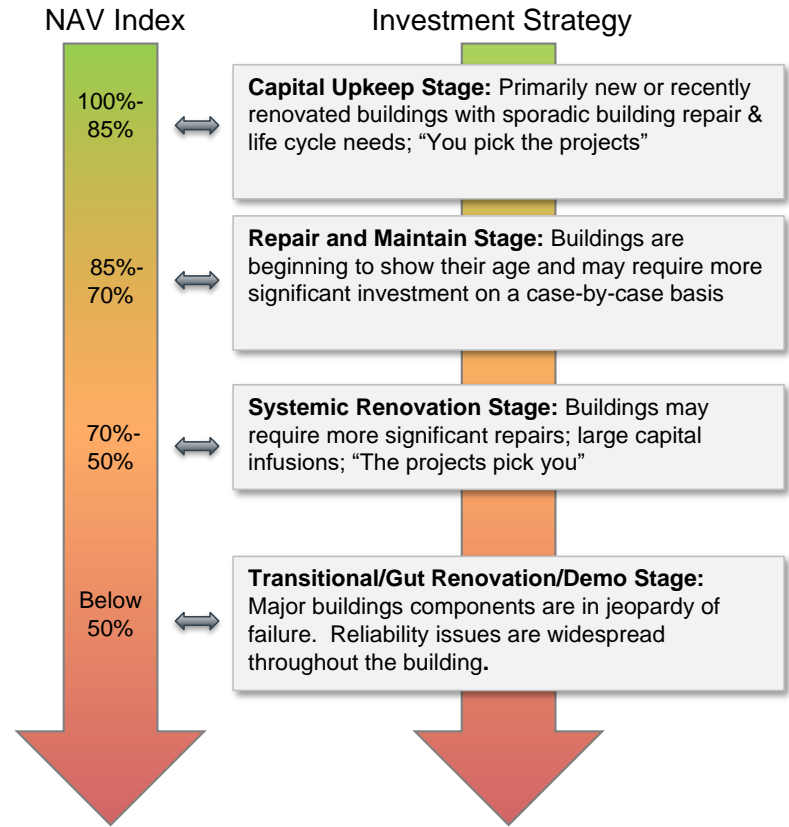 NAV Index
Investment Strategy
100%-
85%
Capital Upkeep Stage: Primarily new or recently
renovated buildings with sporadic building repair &
life cycle needs; “You pick the projects”
85%-
70%
Repair and Maintain Stage: Buildings are
beginning to show their age and may require more
significant investment on a case-by-case basis
70%-
50%
Systemic Renovation Stage: Buildings may
require more significant repairs; large capital
infusions; “The projects pick you”
Below
50%
Transitional/Gut Renovation/Demo Stage:
Major buildings components are in jeopardy of
failure.  Reliability issues are widespread
throughout the building.